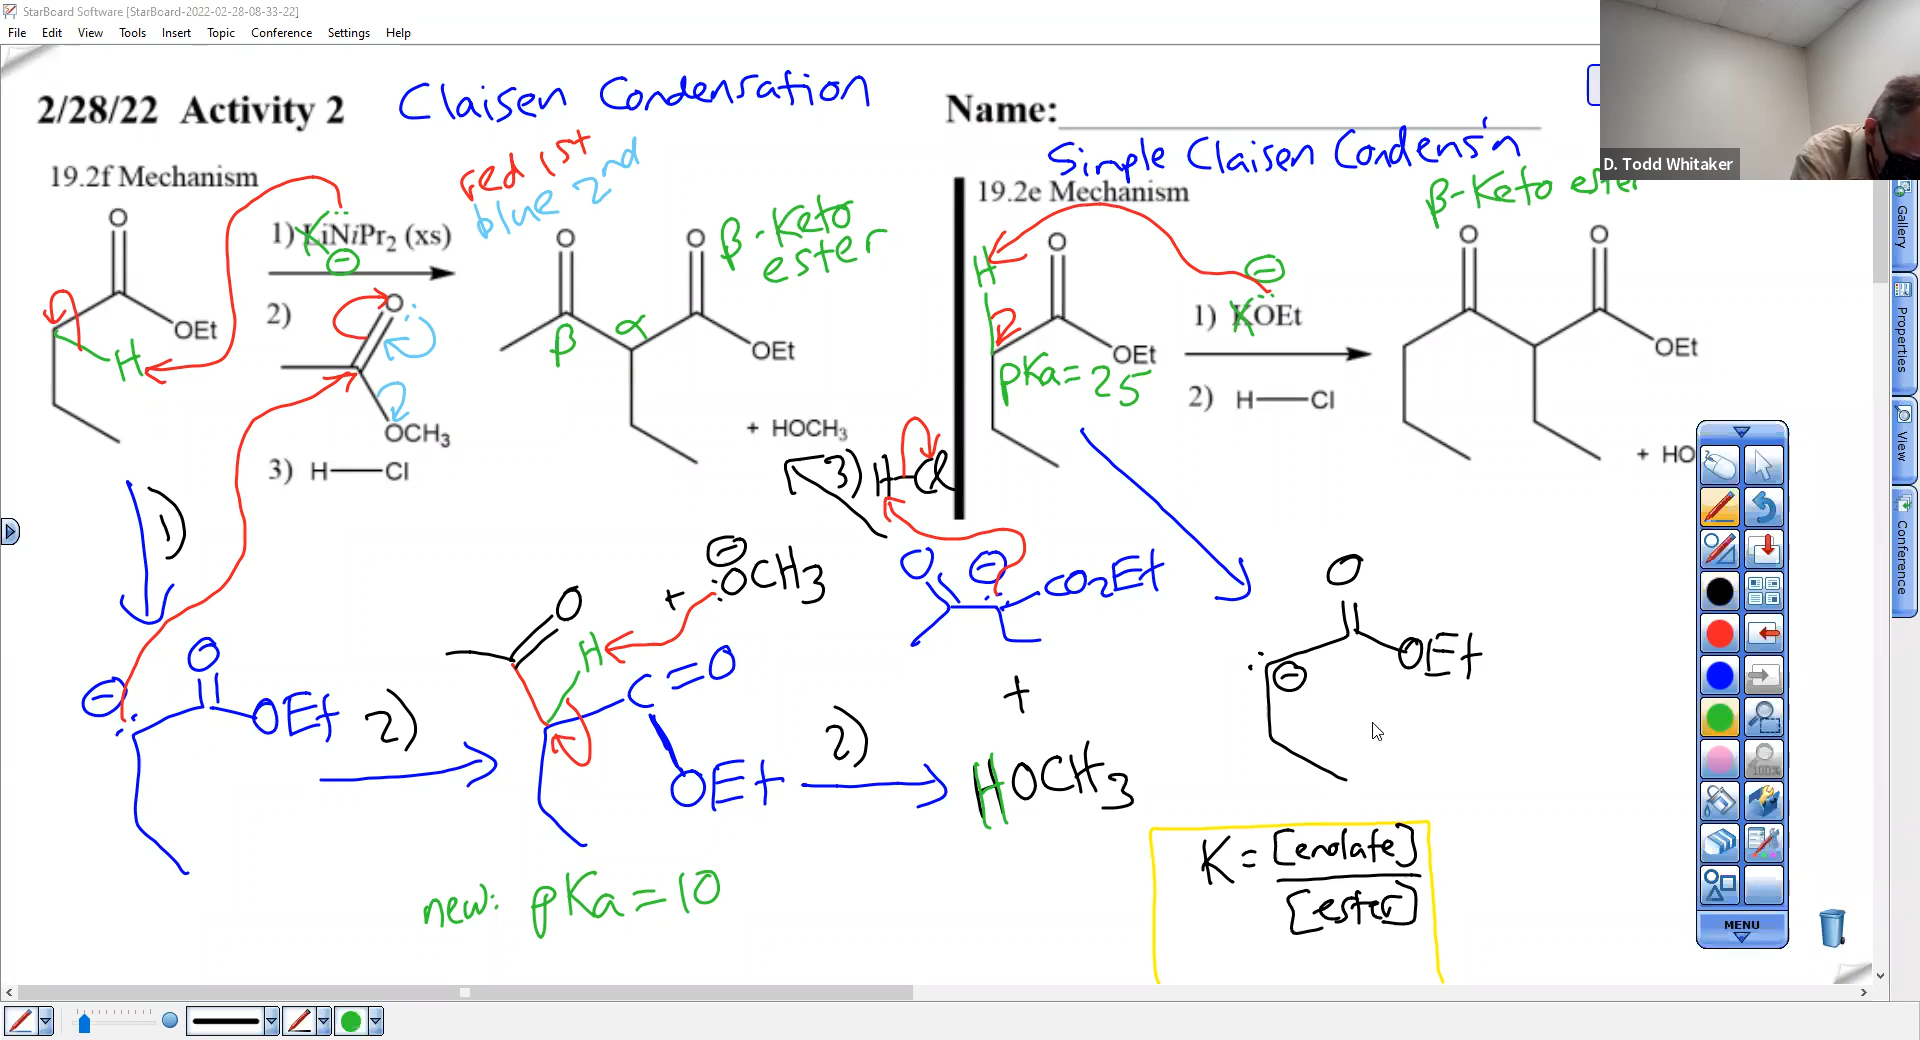 StarBoard Software [StarBoard-2022-02-28-08-33-22]
File Edit View Tools Insert Topic Conference Settings Help
D. Todd Whitaker
2/28/22 Activity 2 Claisen Condensation
Name:
Simple Claisen Condens'n
19.2f Mechanism
red 1st
blue 2nd
19.2e Mechanism
β-Keto ester
O
1) LiNiPr2 (xs)
⊖
O
O
β-Keto
ester
OEt
H
2)
O
β
α
OEt
OCH3
+ HOCH3
3) H—Cl
H
O
OEt
pKa=25
⊖
1) KOEt
2) H—Cl
O
O
OEt
+ HO
1)
3) H-Cl
⊖
O
OEt
2)
O
+ :OCH3
⊖
H
C=O
OEt
2)
O
⊖
CO2Et
+
HOCH3
O
OEt
⊖
new: pKa=10
K = [enolate]
[ester]
Gallery
Properties
View
Conference
100%
MENU